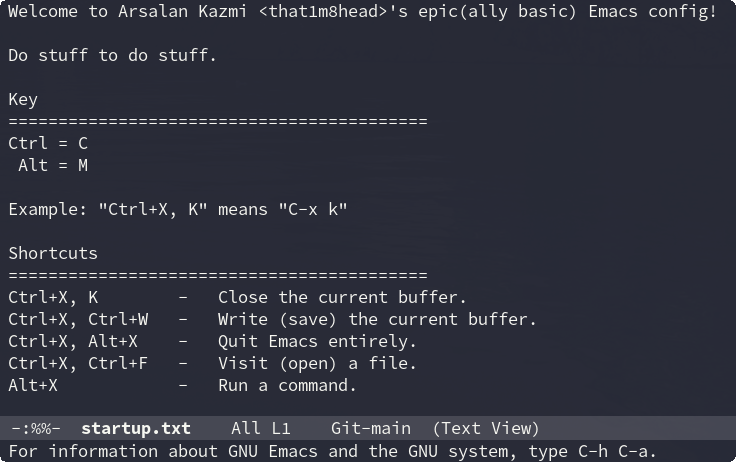 Welcome to Arsalan Kazmi <that1m8head>'s epic(ally basic) Emacs config!
Do stuff to do stuff.
Key
==========================================
Ctrl = C
 Alt = M
Example: "Ctrl+X, K" means "C-x k"
Shortcuts
==========================================
Ctrl+X, K        -   Close the current buffer.
Ctrl+X, Ctrl+W   -   Write (save) the current buffer.
Ctrl+X, Alt+X    -   Quit Emacs entirely.
Ctrl+X, Ctrl+F   -   Visit (open) a file.
Alt+X            -   Run a command.
-:%%-  startup.txt    All L1    Git-main  (Text View)
For information about GNU Emacs and the GNU system, type C-h C-a.